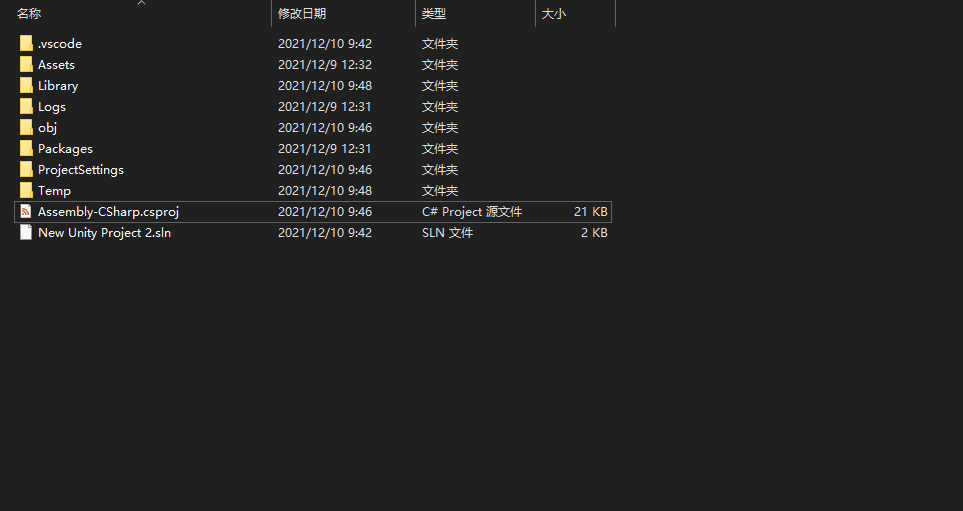 名称 修改日期 类型 大小
.vscode 2021/12/10 9:42 文件夹
Assets 2021/12/9 12:32 文件夹
Library 2021/12/10 9:48 文件夹
Logs 2021/12/9 12:31 文件夹
obj 2021/12/10 9:46 文件夹
Packages 2021/12/9 12:31 文件夹
ProjectSettings 2021/12/10 9:46 文件夹
Temp 2021/12/10 9:48 文件夹
Assembly-CSharp.csproj 2021/12/10 9:46 C# Project 源文件 21 KB
New Unity Project 2.sln 2021/12/10 9:42 SLN 文件 2 KB